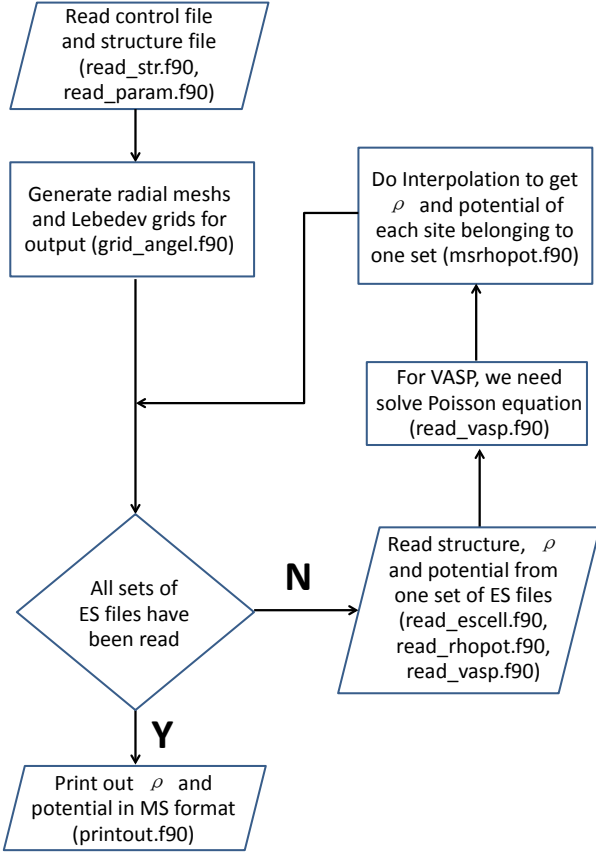 Read control file
and structure file
(read_str.f90,
read_param.f90)
Generate radial meshs
and Lebedev grids for
output (grid_angel.f90)
Do Interpolation to get
ρ and potential of
each site belonging to
one set (msrhopot.f90)
For VASP, we need
solve Poisson equation
(read_vasp.f90)
All sets of
ES files have
been read
N
Read structure, ρ
and potential from
one set of ES files
(read_escell.f90,
read_rhopot.f90,
read_vasp.f90)
Y
Print out ρ and
potential in MS format
(printout.f90)